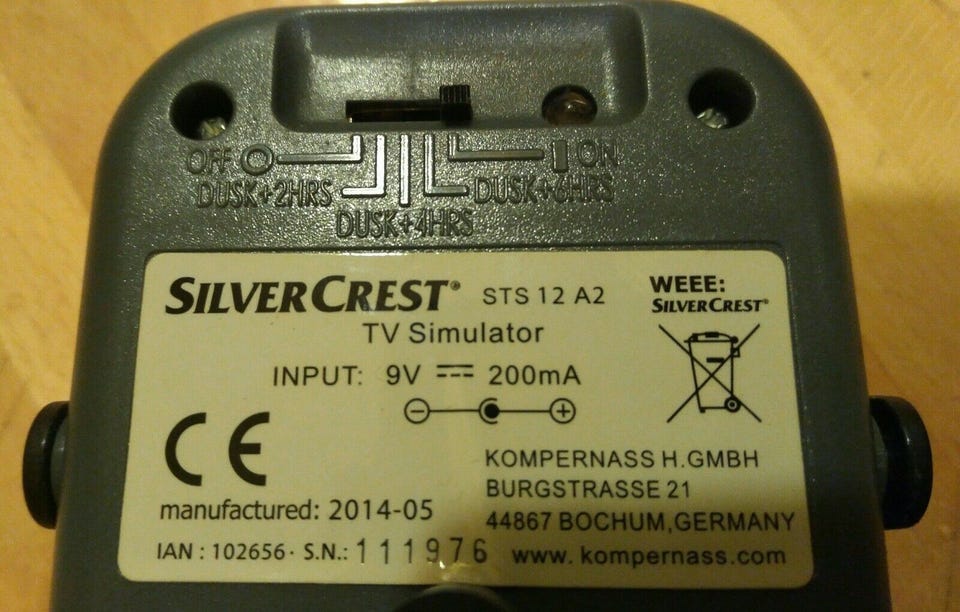 OFF ON
DUSK+2HRS DUSK+6HRS
DUSK+4HRS
SILVERCREST® STS 12 A2
TV Simulator
WEEE:
SILVERCREST®
INPUT: 9V 200mA
CE
KOMPERNASS H.GMBH
BURGSTRASSE 21
manufactured: 2014-05
44867 BOCHUM,GERMANY
IAN : 102656· S.N.: 111976
www.kompernass.com